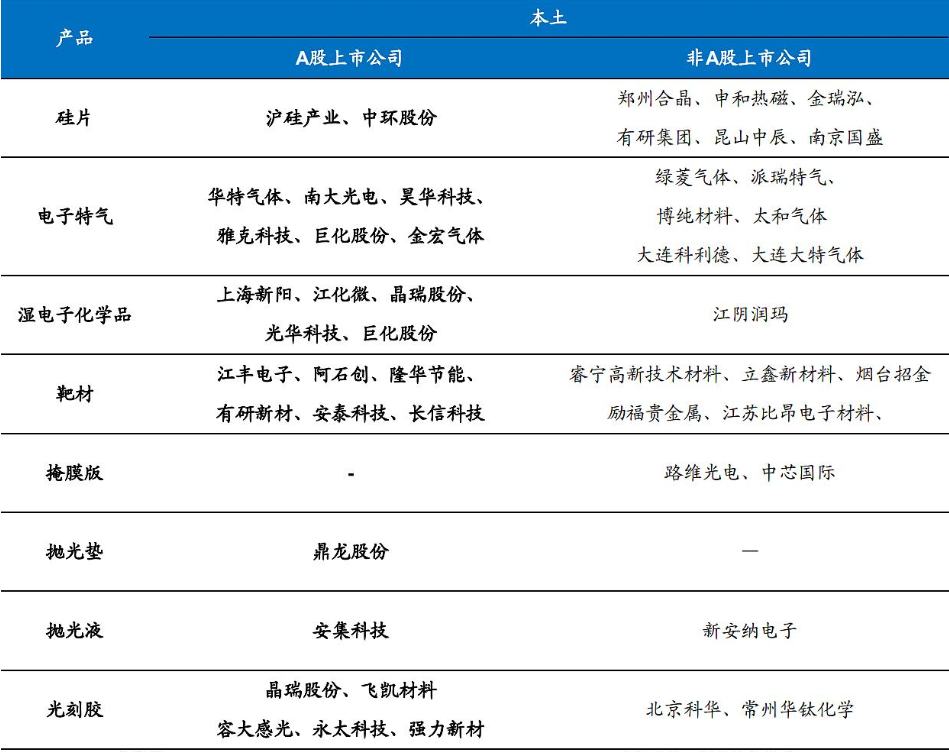 产品
本土
A股上市公司
非A股上市公司
硅片
沪硅产业、中环股份
郑州合晶、申和热磁、金瑞泓、
有研集团、昆山中辰、南京国盛
电子特气
华特气体、南大光电、昊华科技、
雅克科技、巨化股份、金宏气体
绿菱气体、派瑞特气、
博纯材料、太和气体
大连科利德、大连大特气体
湿电子化学品
上海新阳、江化微、晶瑞股份、
光华科技、巨化股份
江阴润玛
靶材
江丰电子、阿石创、隆华节能、
有研新材、安泰科技、长信科技
睿宁高新技术材料、立鑫新材料、烟台招金
励福贵金属、江苏比昂电子材料、
掩膜版
-
路维光电、中芯国际
抛光垫
鼎龙股份
—
抛光液
安集科技
新安纳电子
光刻胶
晶瑞股份、飞凯材料
容大感光、永太科技、强力新材
北京科华、常州华钛化学